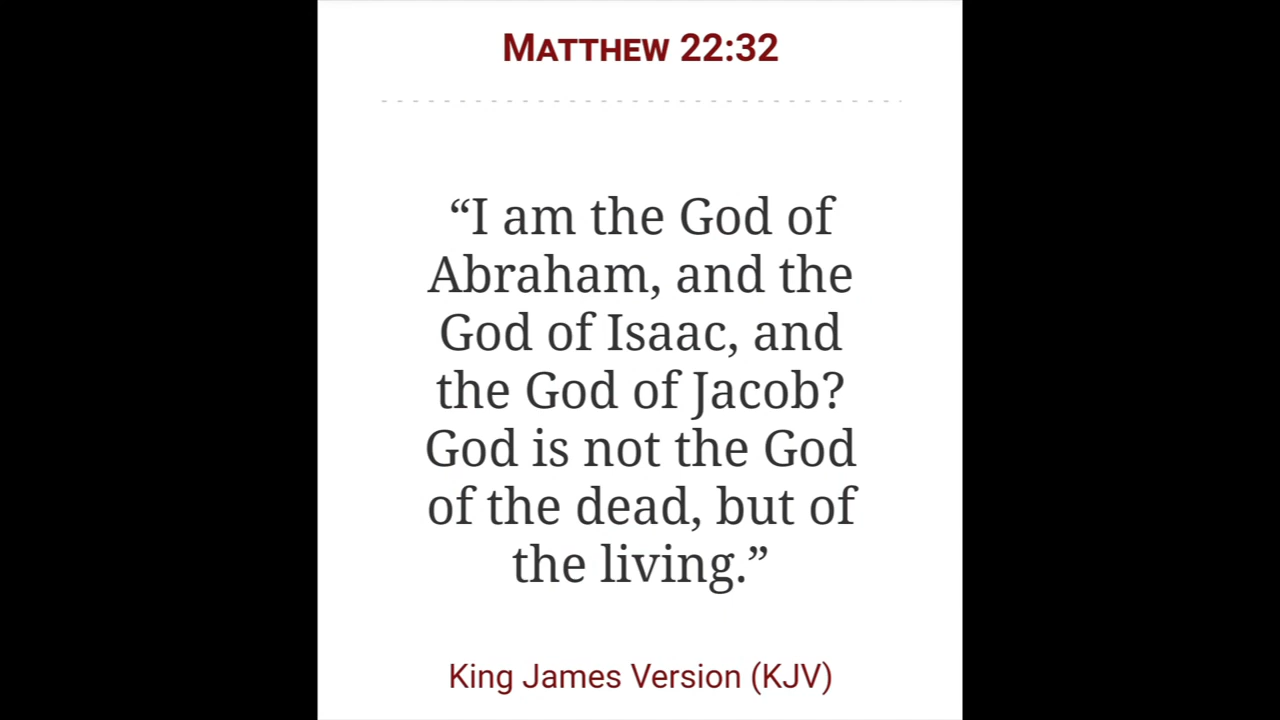 MATTHEW 22:32
“I am the God of
Abraham, and the
God of Isaac, and
the God of Jacob?
God is not the God
of the dead, but of
the living.”
King James Version (KJV)